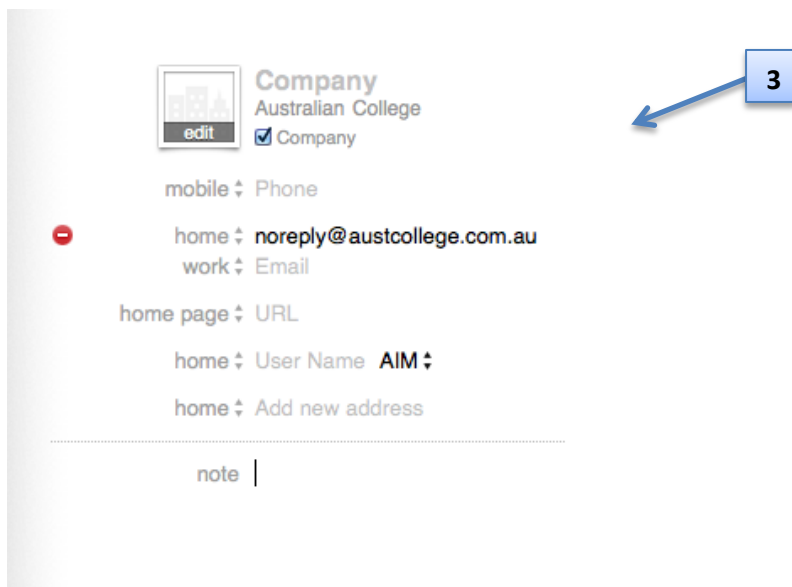 Company
3
Australian College
edit
Company
mobile Phone
home noreply@austcollege.com.au
work Email
home page URL
home User Name AIM
home Add new address
note